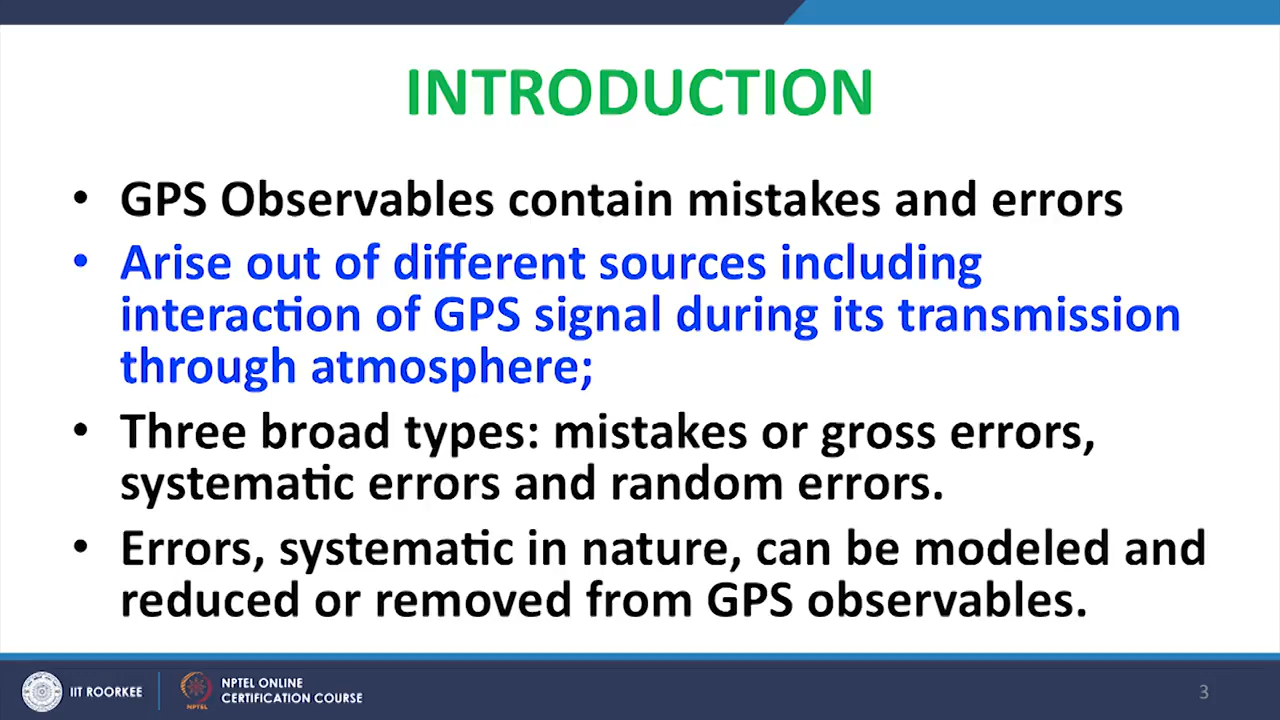 INTRODUCTION
• GPS Observables contain mistakes and errors
• Arise out of different sources including
interaction of GPS signal during its transmission
through atmosphere;
• Three broad types: mistakes or gross errors,
systematic errors and random errors.
• Errors, systematic in nature, can be modeled and
reduced or removed from GPS observables.
IIT ROORKEE
NPTEL
NPTEL ONLINE
CERTIFICATION COURSE
3